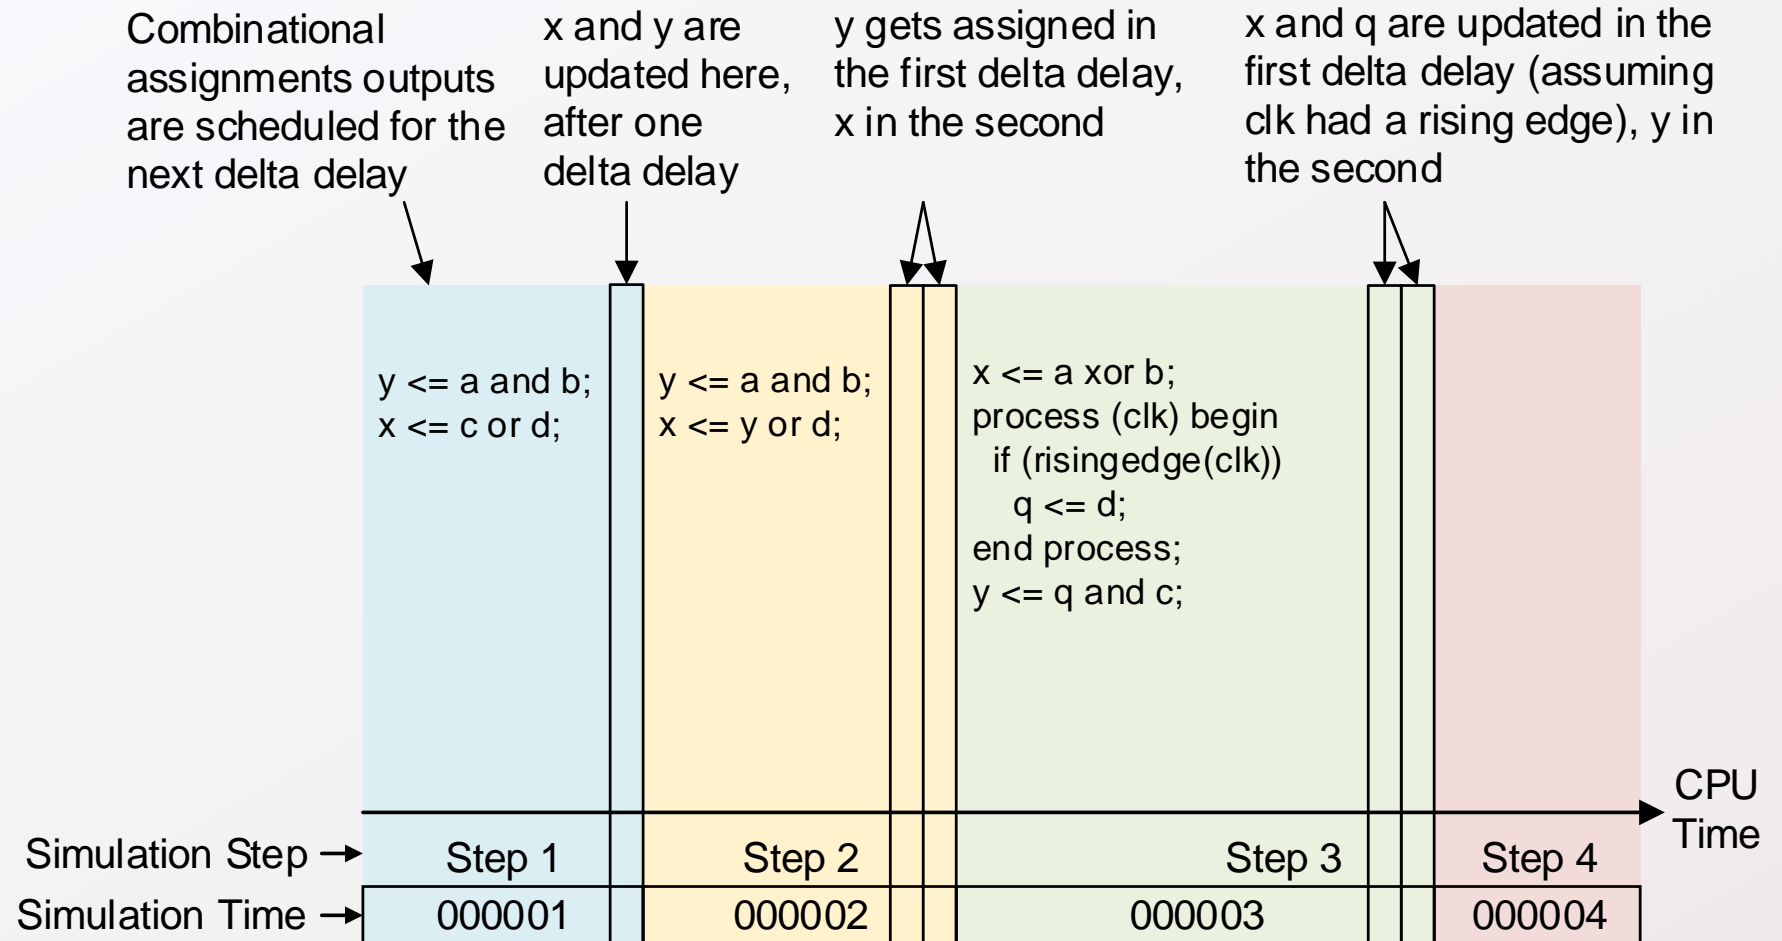 Combinational
assignments outputs
are scheduled for the
next delta delay
x and y are
updated here,
after one
delta delay
y gets assigned in
the first delta delay,
x in the second
x and q are updated in the
first delta delay (assuming
clk had a rising edge), y in
the second
y <= a and b;
x <= c or d;
y <= a and b;
x <= y or d;
x <= a xor b;
process (clk) begin
if (risingedge(clk))
q <= d;
end process;
y <= q and c;
CPU
Time
Simulation Step
Step 1
Step 2
Step 3
Step 4
Simulation Time
000001
000002
000003
000004